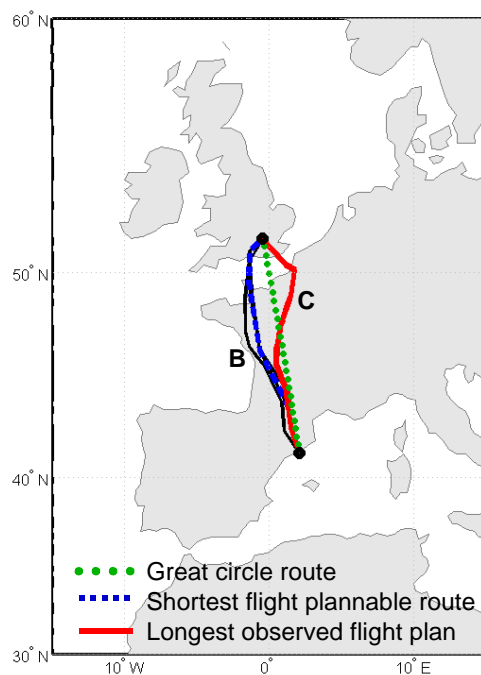 60° N
50° N
C
B
40° N
Great circle route
Shortest flight plannable route
Longest observed flight plan
30° N
10° W
0°
10° E